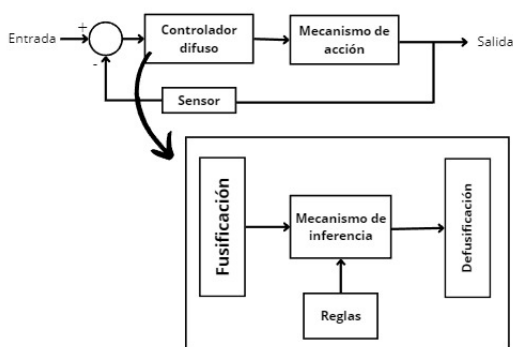 Entrada
+
-
Controlador
difuso
Mecanismo de
acción
Salida
Sensor
Fusificación
Mecanismo de
inferencia
Defusificación
Reglas